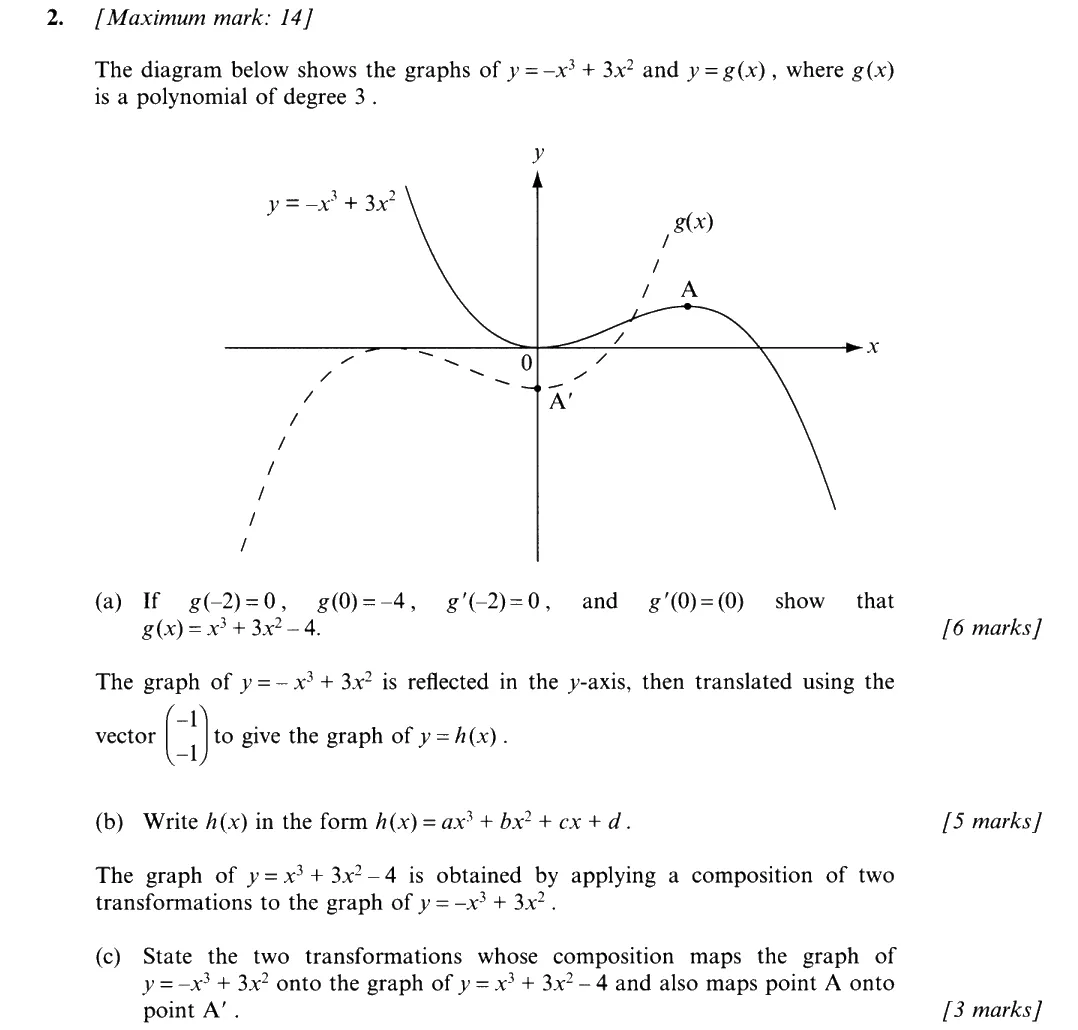 2. [Maximum mark: 14]
The diagram below shows the graphs of y = –x³ + 3x² and y = g(x) , where g(x)
is a polynomial of degree 3 .
y
y = –x³ + 3x²
g(x)
A
x
0
A′
(a) If g(–2) = 0 , g(0) = –4 , g′(–2) = 0 , and g′(0) = (0) show that
g(x) = x³ + 3x² – 4.
[6 marks]
The graph of y = – x³ + 3x² is reflected in the y-axis, then translated using the
vector (–1 –1) to give the graph of y = h(x) .
(b) Write h(x) in the form h(x) = ax³ + bx² + cx + d .
[5 marks]
The graph of y = x³ + 3x² – 4 is obtained by applying a composition of two
transformations to the graph of y = –x³ + 3x² .
(c) State the two transformations whose composition maps the graph of
y = –x³ + 3x² onto the graph of y = x³ + 3x² – 4 and also maps point A onto
point A′ .
[3 marks]